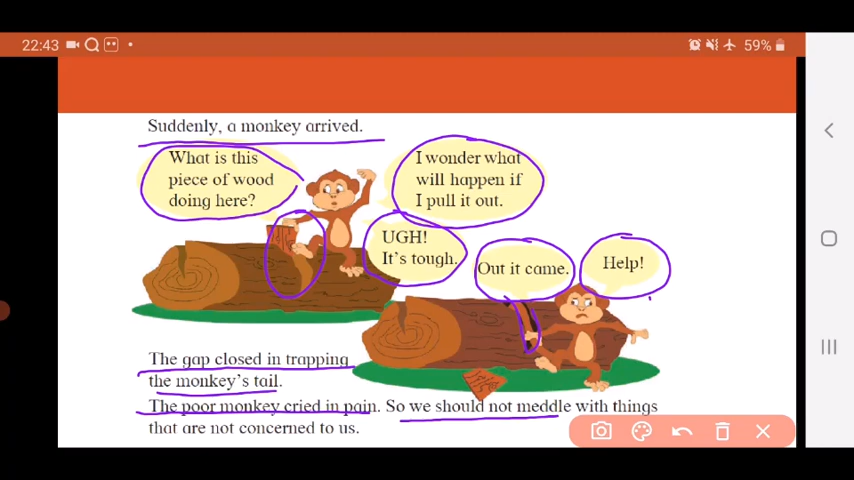 22:43
59%
Suddenly, a monkey arrived.
What is this
piece of wood
doing here?
I wonder what
will happen if
I pull it out.
UGH!
It's tough.
Out it came.
Help!
The gap closed in trapping
the monkey's tail.
The poor monkey cried in pain. So we should not meddle with things
that are not concerned to us.